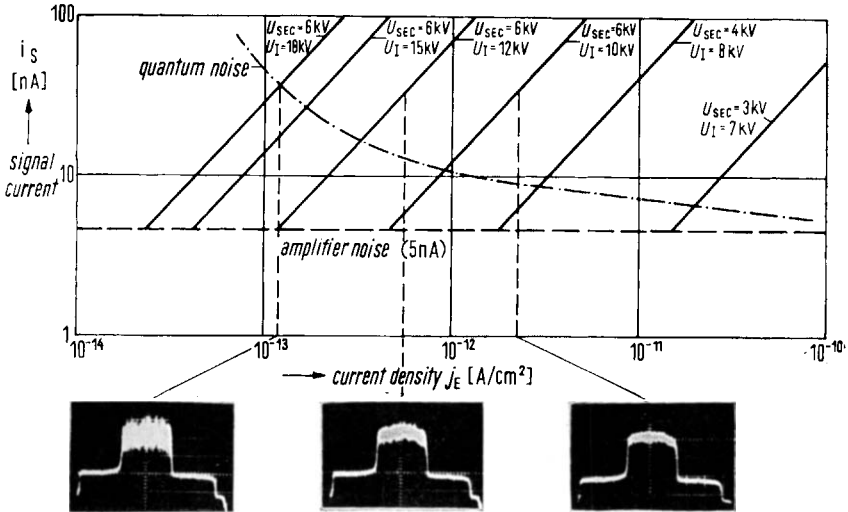 100
i_S
[nA]
signal
current
10
1
quantum noise
U_SEC=6kV
U_I=18kV
U_SEC=6kV
U_I=15kV
U_SEC=6kV
U_I=12kV
U_SEC=6kV
U_I=10kV
U_SEC=4kV
U_I=8kV
U_SEC=3kV
U_I=7kV
amplifier noise (5nA)
10⁻¹⁴
10⁻¹³
10⁻¹²
10⁻¹¹
10⁻¹⁰
current density j_E [A/cm²]